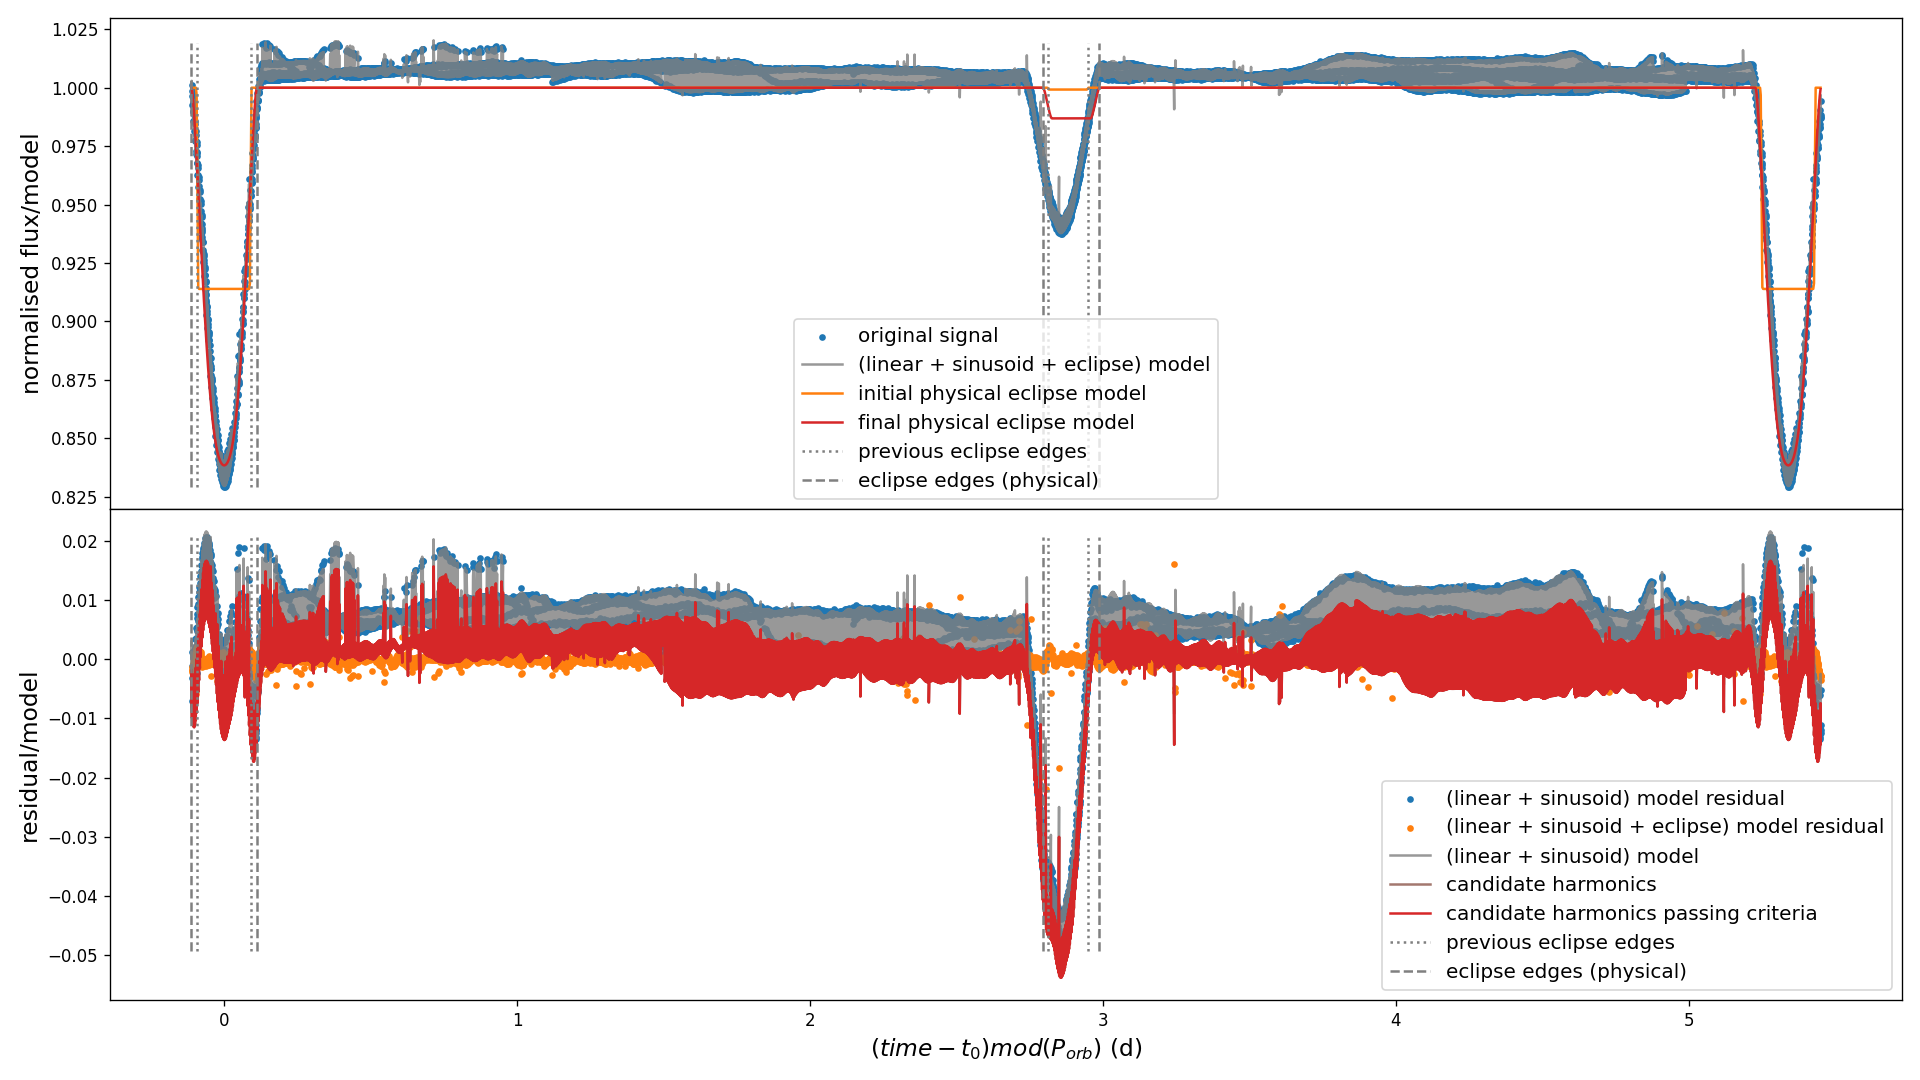 1.025
1.000
0.975
0.950
0.925
0.900
0.875
0.850
0.825
normalised flux/model
original signal
(linear + sinusoid + eclipse) model
initial physical eclipse model
final physical eclipse model
previous eclipse edges
eclipse edges (physical)
0.02
0.01
0.00
−0.01
−0.02
−0.03
−0.04
−0.05
residual/model
(linear + sinusoid) model residual
(linear + sinusoid + eclipse) model residual
(linear + sinusoid) model
candidate harmonics
candidate harmonics passing criteria
previous eclipse edges
eclipse edges (physical)
0 1 2 3 4 5
(time − t₀)mod(P_orb) (d)